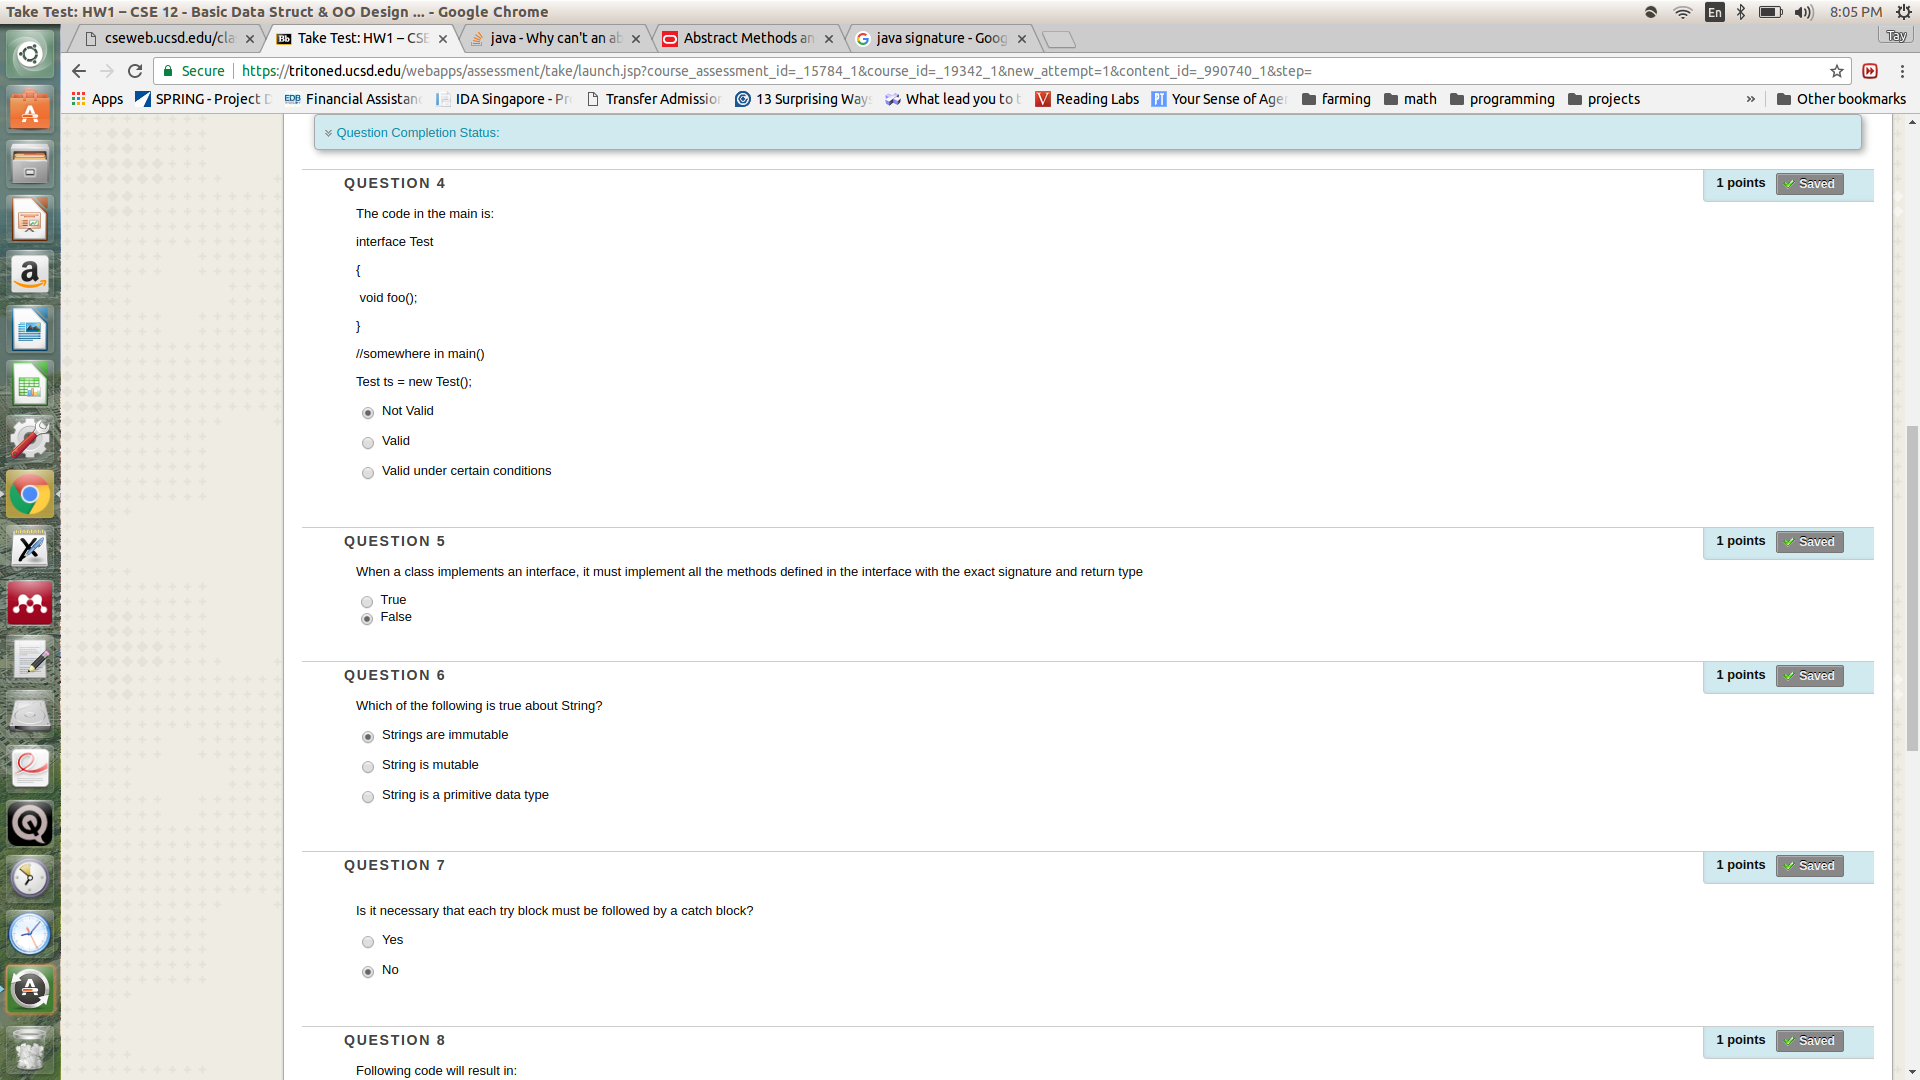 Take Test: HW1 – CSE 12 - Basic Data Struct & OO Design ... - Google Chrome
En
8:05 PM
cseweb.ucsd.edu/cla
Take Test: HW1 – CSE
java - Why can't an ab
Abstract Methods an
java signature - Goog
Tay
Secure
https://tritoned.ucsd.edu/webapps/assessment/take/launch.jsp?course_assessment_id=_15784_1&course_id=_19342_1&new_attempt=1&content_id=_990740_1&step=
Apps
SPRING - Project D
EDB Financial Assistan
IDA Singapore - Pr
Transfer Admissio
13 Surprising Way
What lead you to t
Reading Labs
PT Your Sense of Age
farming
math
programming
projects
»
Other bookmarks
Question Completion Status:
QUESTION 4
1 points
Saved
The code in the main is:
interface Test
{
void foo();
}
//somewhere in main()
Test ts = new Test();
Not Valid
Valid
Valid under certain conditions
QUESTION 5
1 points
Saved
When a class implements an interface, it must implement all the methods defined in the interface with the exact signature and return type
True
False
QUESTION 6
1 points
Saved
Which of the following is true about String?
Strings are immutable
String is mutable
String is a primitive data type
QUESTION 7
1 points
Saved
Is it necessary that each try block must be followed by a catch block?
Yes
No
QUESTION 8
1 points
Saved
Following code will result in: